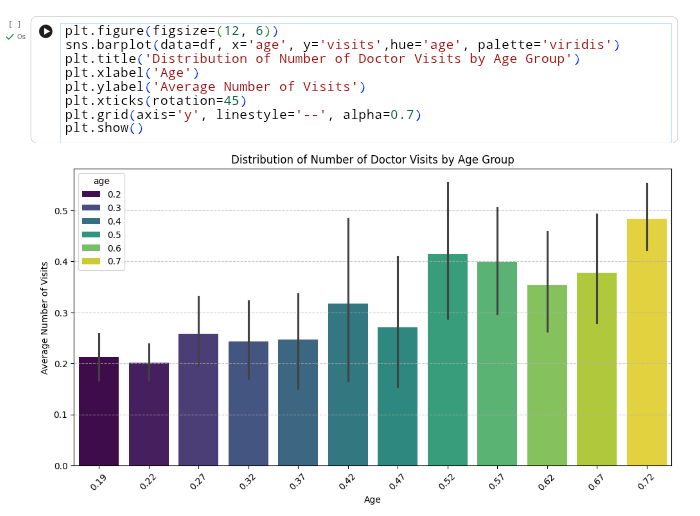 [ ]
0s
plt.figure(figsize=(12, 6))
sns.barplot(data=df, x='age', y='visits',hue='age', palette='viridis')
plt.title('Distribution of Number of Doctor Visits by Age Group')
plt.xlabel('Age')
plt.ylabel('Average Number of Visits')
plt.xticks(rotation=45)
plt.grid(axis='y', linestyle='--', alpha=0.7)
plt.show()
Distribution of Number of Doctor Visits by Age Group
age
0.2
0.3
0.4
0.5
0.6
0.7
Average Number of Visits
0.5
0.4
0.3
0.2
0.1
0.0
0.19 0.22 0.27 0.32 0.37 0.42 0.47 0.52 0.57 0.62 0.67 0.72
Age